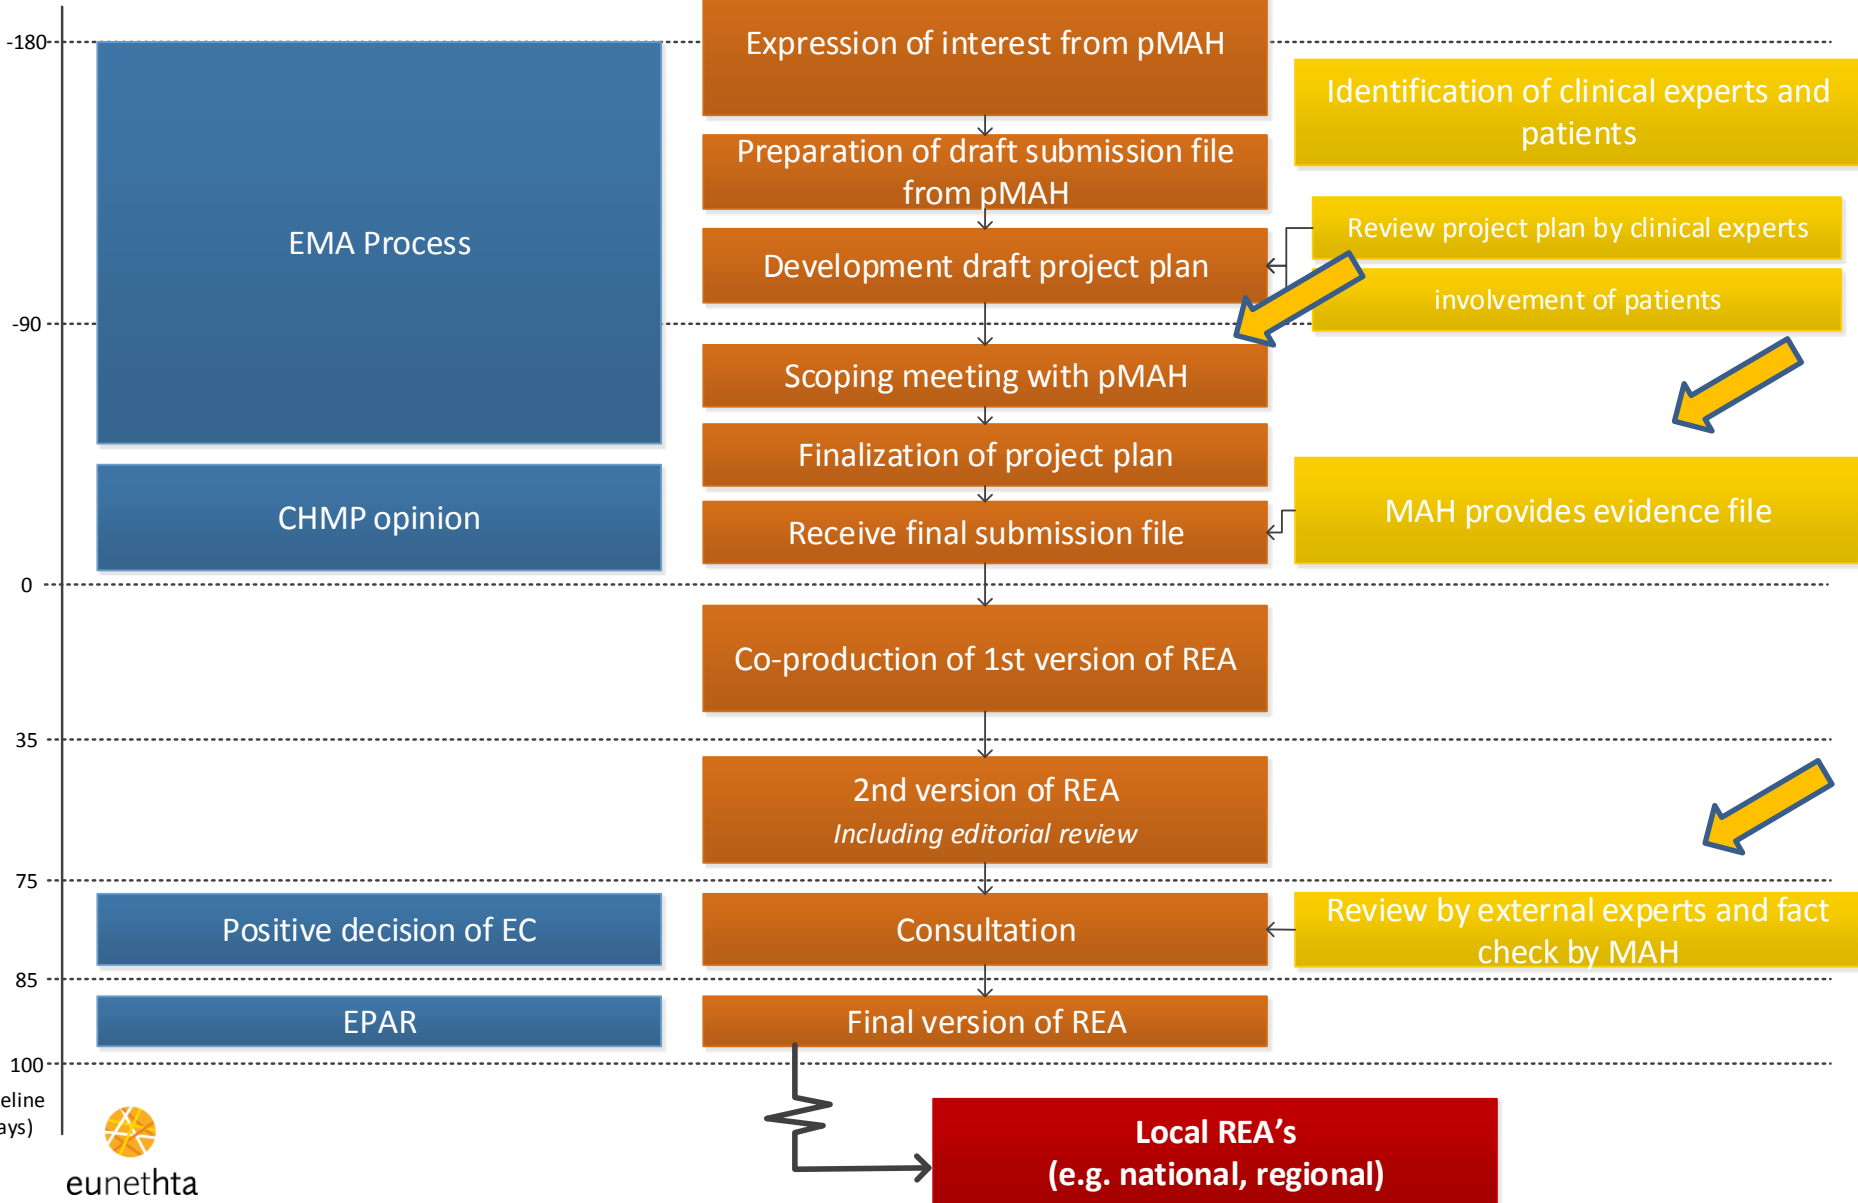 -180
Expression of interest from pMAH
Identification of clinical experts and
patients
Preparation of draft submission file
from pMAH
EMA Process
Review project plan by clinical experts
Development draft project plan
involvement of patients
-90
Scoping meeting with pMAH
Finalization of project plan
CHMP opinion
MAH provides evidence file
Receive final submission file
0
Co-production of 1st version of REA
35
2nd version of REA
Including editorial review
75
Positive decision of EC
Consultation
Review by external experts and fact
check by MAH
85
EPAR
Final version of REA
100
eline
ays)
eunethta
Local REA's
(e.g. national, regional)